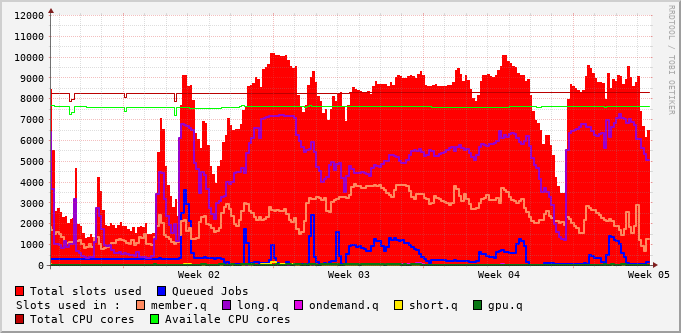 12000
11000
10000
9000
8000
7000
6000
5000
4000
3000
2000
1000
0
Week 02 Week 03 Week 04 Week 05
RRDTOOL / TOBI OETIKER
Total slots used Queued Jobs
Slots used in : member.q long.q ondemand.q short.q gpu.q
Total CPU cores Availale CPU cores